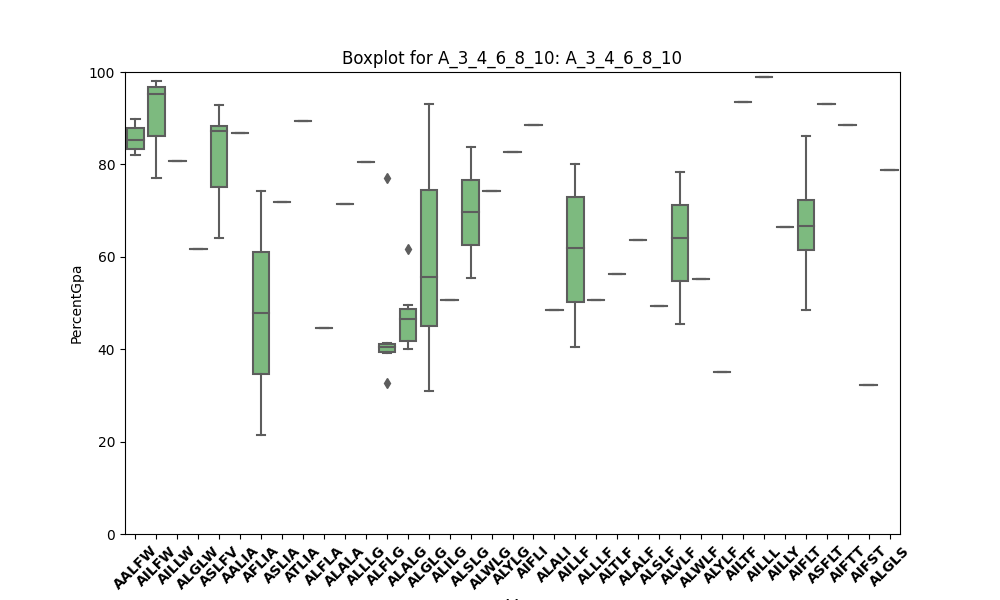 Boxplot for A_3_4_6_8_10: A_3_4_6_8_10
PercentGpa
100
80
60
40
20
0
AALFW
AILFW
AILLW
ALGLW
ASLFV
AALIA
AFLIA
ASLIA
ATLIA
ALFLA
ALALA
ALLLG
ALFLG
ALALG
ALGLG
ALILG
ALSLG
ALWLG
ALYLG
AIFLI
ALALI
AILLF
ALLLF
ALTLF
ALALF
ALSLF
AIVLF
ALWLF
ALYLF
AILTF
AILLL
AILLY
AIFLT
ASFLT
AIFTT
AIFST
ALGLS